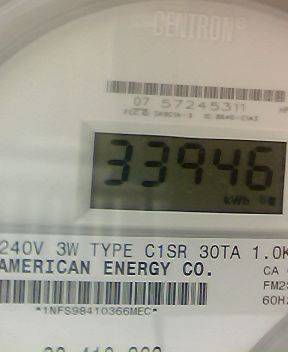 CENTRON®
07 57245311
33946
kWh
240V 3W TYPE C1SR 30TA 1.0K
AMERICAN ENERGY CO.
CA
FM2S
60HZ
*1NFS98410366MEC*